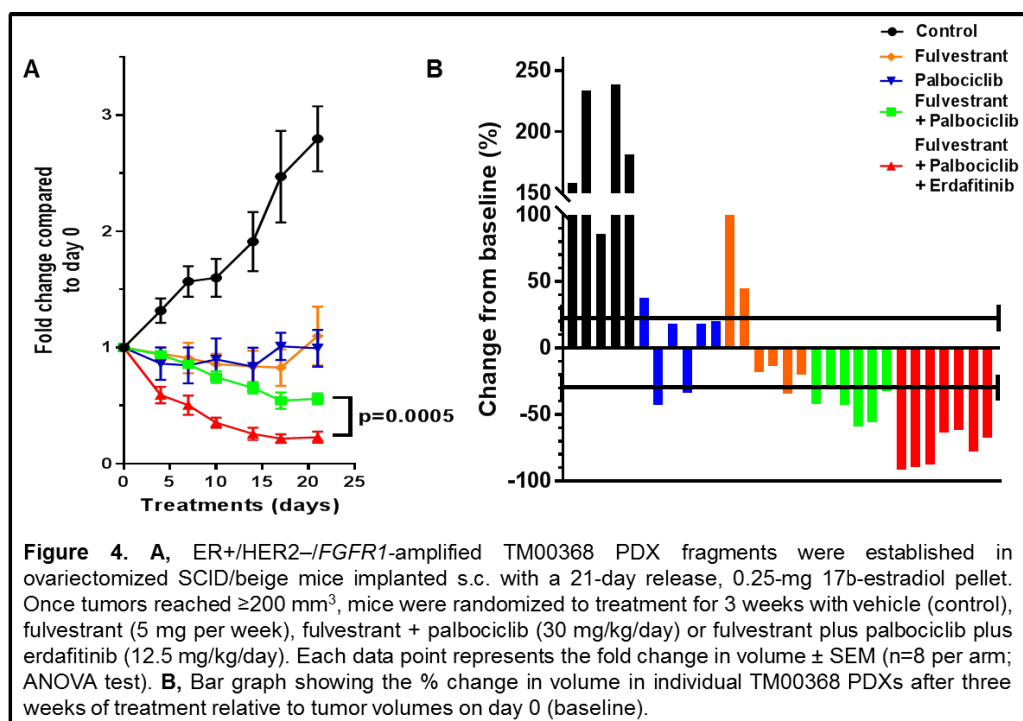 A
Fold change compared
to day 0
3
2
1
0
0 5 10 15 20 25
Treatments (days)
p=0.0005
B
Change from baseline (%)
250
200
150
100
50
0
-50
-100
Control
Fulvestrant
Palbociclib
Fulvestrant
+ Palbociclib
Fulvestrant
+ Palbociclib
+ Erdafitinib
Figure 4. A, ER+/HER2–/FGFR1-amplified TM00368 PDX fragments were established in
ovariectomized SCID/beige mice implanted s.c. with a 21-day release, 0.25-mg 17b-estradiol pellet.
Once tumors reached ≥200 mm³, mice were randomized to treatment for 3 weeks with vehicle (control),
fulvestrant (5 mg per week), fulvestrant + palbociclib (30 mg/kg/day) or fulvestrant plus palbociclib plus
erdafitinib (12.5 mg/kg/day). Each data point represents the fold change in volume ± SEM (n=8 per arm;
ANOVA test). B, Bar graph showing the % change in volume in individual TM00368 PDXs after three
weeks of treatment relative to tumor volumes on day 0 (baseline).